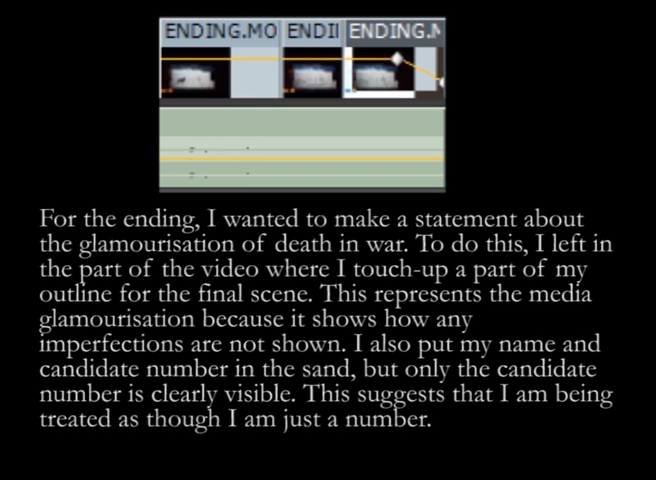 ENDING.MO ENDII ENDING.M
For the ending, I wanted to make a statement about
the glamourisation of death in war. To do this, I left in
the part of the video where I touch-up a part of my
outline for the final scene. This represents the media
glamourisation because it shows how any
imperfections are not shown. I also put my name and
candidate number in the sand, but only the candidate
number is clearly visible. This suggests that I am being
treated as though I am just a number.